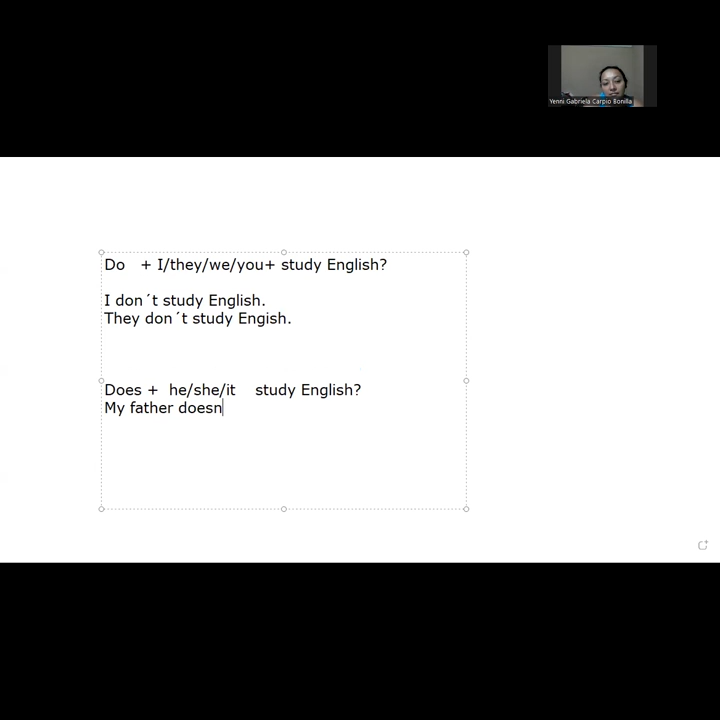 Yenni Gabriela Carpio Bonilla
Do + I/they/we/you+ study English?
I don´t study English.
They don´t study Engish.
Does + he/she/it study English?
My father doesn